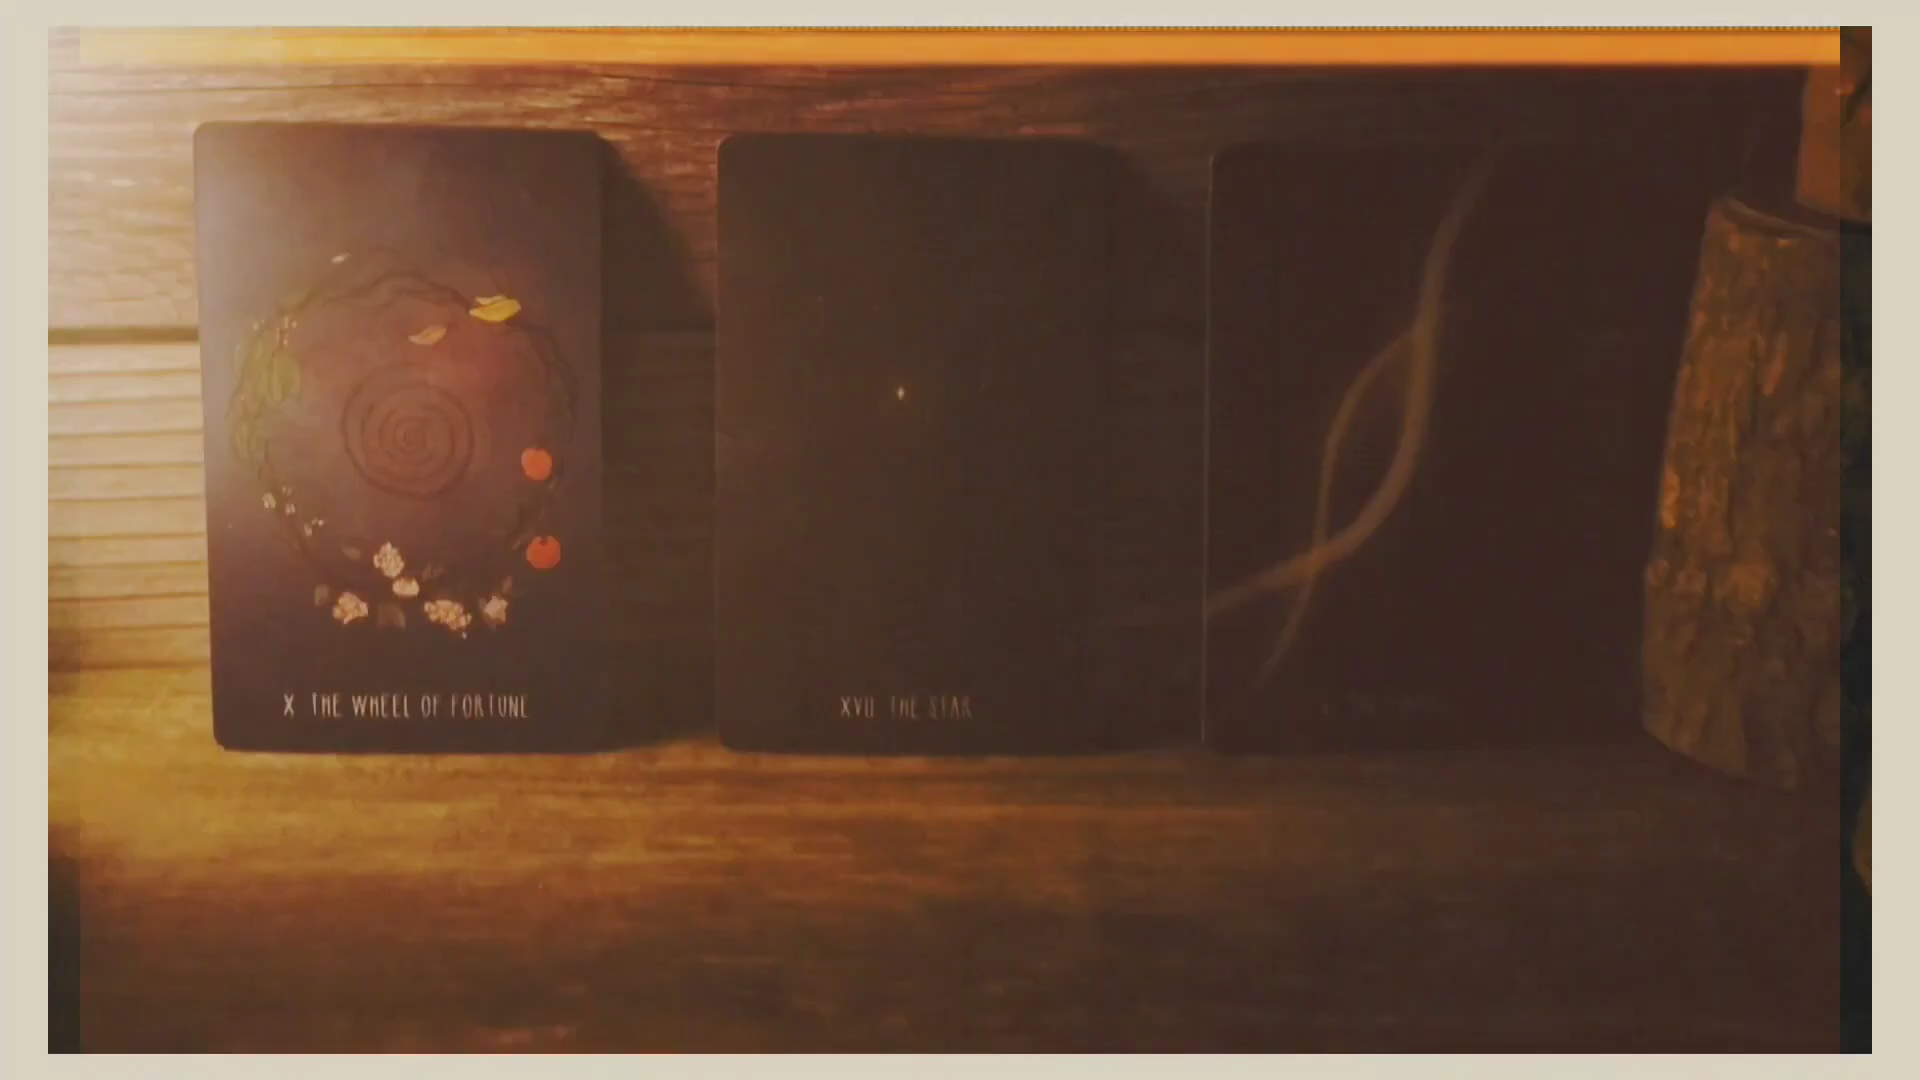 X THE WHEEL OF FORTUNE
XVII THE STAR